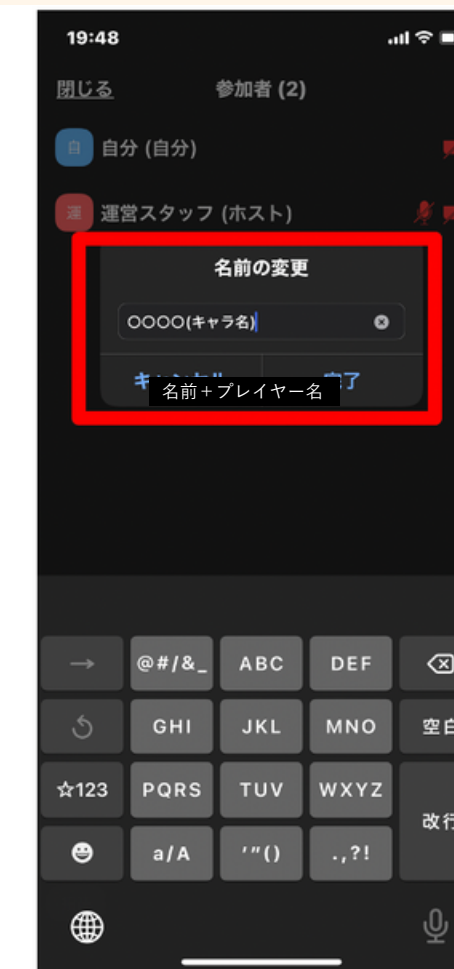 19:48
閉じる
参加者 (2)
自 自分 (自分)
運 運営スタッフ (ホスト)
名前の変更
〇〇〇〇(キャラ名)
名前+プレイヤー名
→ @#/&_ ABC DEF
GHI JKL MNO 空白
☆123 PQRS TUV WXYZ
改行
a/A '"() .,?!